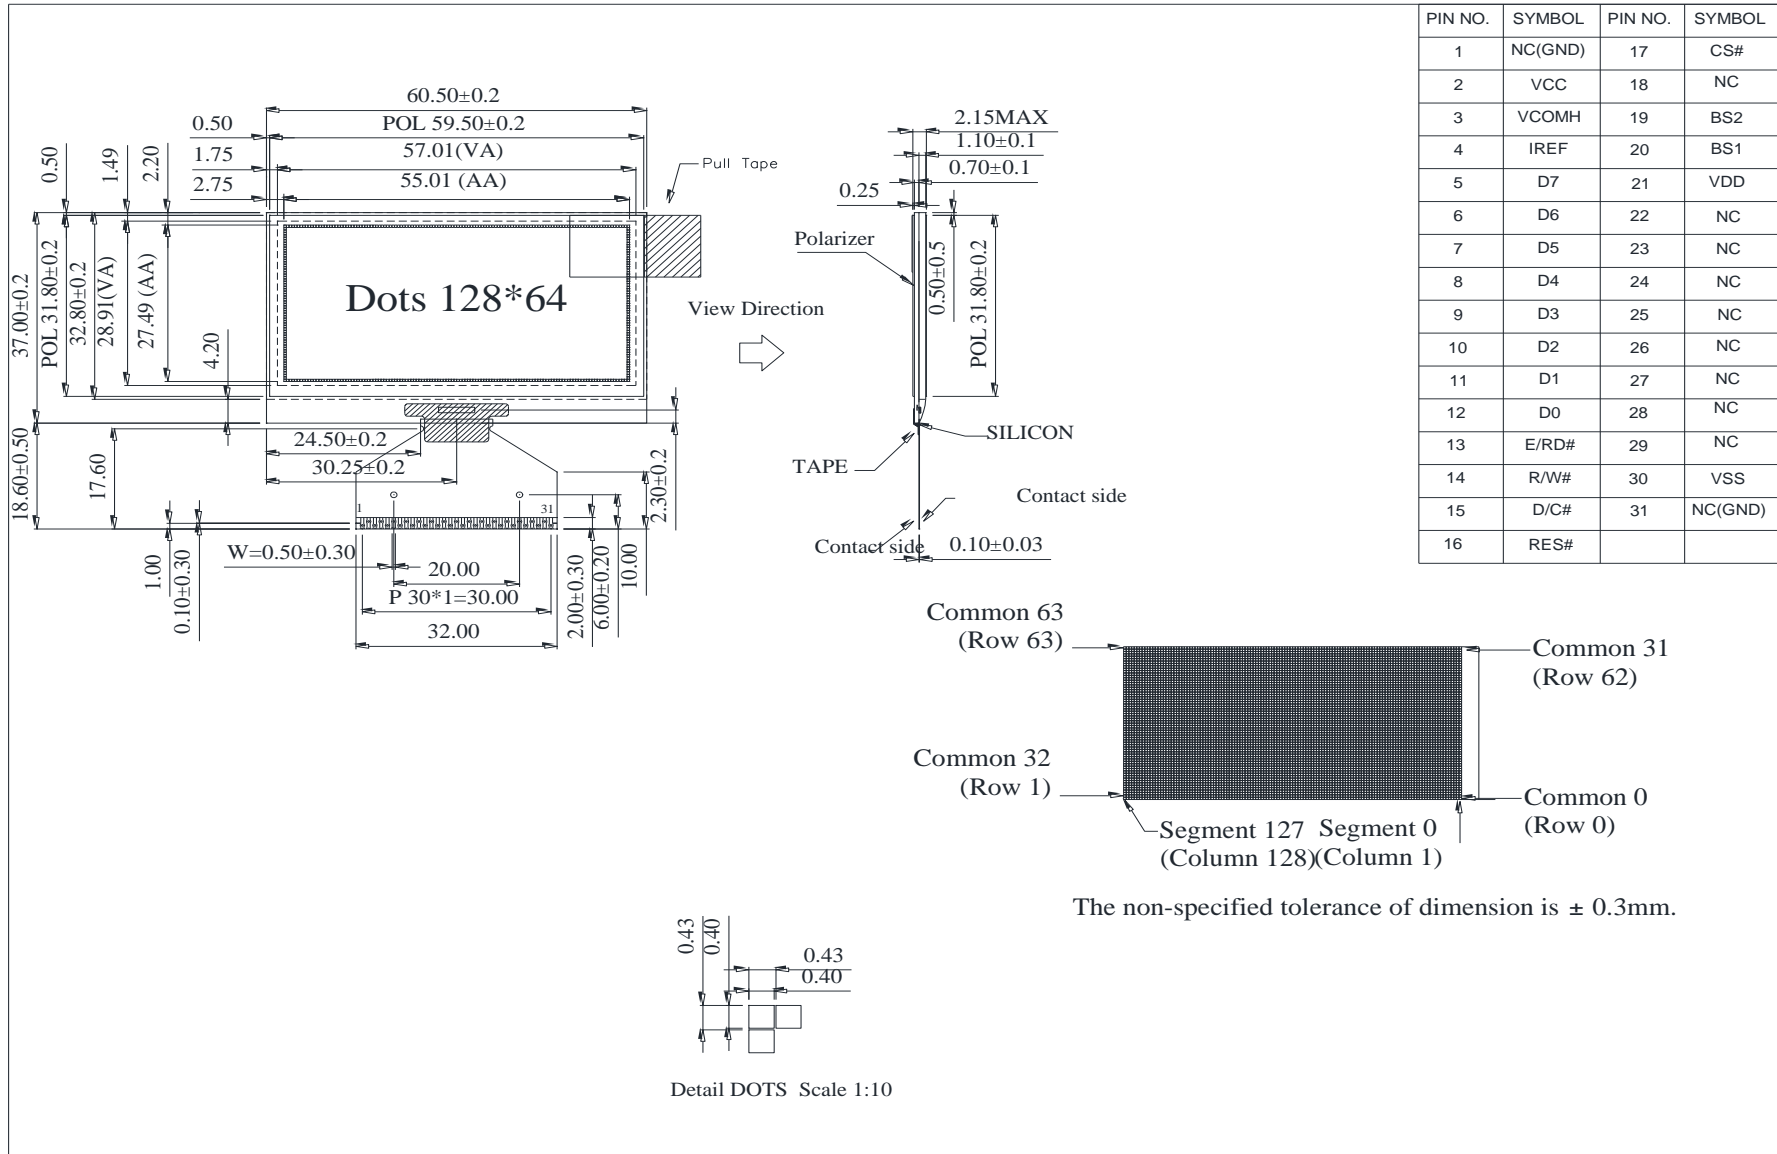 PIN NO. SYMBOL PIN NO. SYMBOL
1 NC(GND) 17 CS#
2 VCC 18 NC
3 VCOMH 19 BS2
4 IREF 20 BS1
5 D7 21 VDD
6 D6 22 NC
7 D5 23 NC
8 D4 24 NC
9 D3 25 NC
10 D2 26 NC
11 D1 27 NC
12 D0 28 NC
13 E/RD# 29 NC
14 R/W# 30 VSS
15 D/C# 31 NC(GND)
16 RES#
60.50±0.2
0.50 POL 59.50±0.2
1.75 57.01(VA)
2.75 55.01 (AA)
0.50
1.49
2.20
Pull Tape
37.00±0.2
POL 31.80±0.2
32.80±0.2
28.91(VA)
27.49 (AA)
4.20
Dots 128*64
View Direction
18.60±0.50
17.60
24.50±0.2
30.25±0.2
2.30±0.2
1 31
1.00
0.10±0.30
W=0.50±0.30
20.00
P 30*1=30.00
32.00
2.00±0.30
6.00±0.20
10.00
2.15MAX
1.10±0.1
0.70±0.1
0.25
Polarizer
0.50±0.5
POL 31.80±0.2
SILICON
TAPE
Contact side
Contact side
0.10±0.03
Common 63
(Row 63)
Common 31
(Row 62)
Common 32
(Row 1)
Common 0
(Row 0)
Segment 127 Segment 0
(Column 128)(Column 1)
The non-specified tolerance of dimension is ± 0.3mm.
0.43
0.40
0.43
0.40
Detail DOTS Scale 1:10